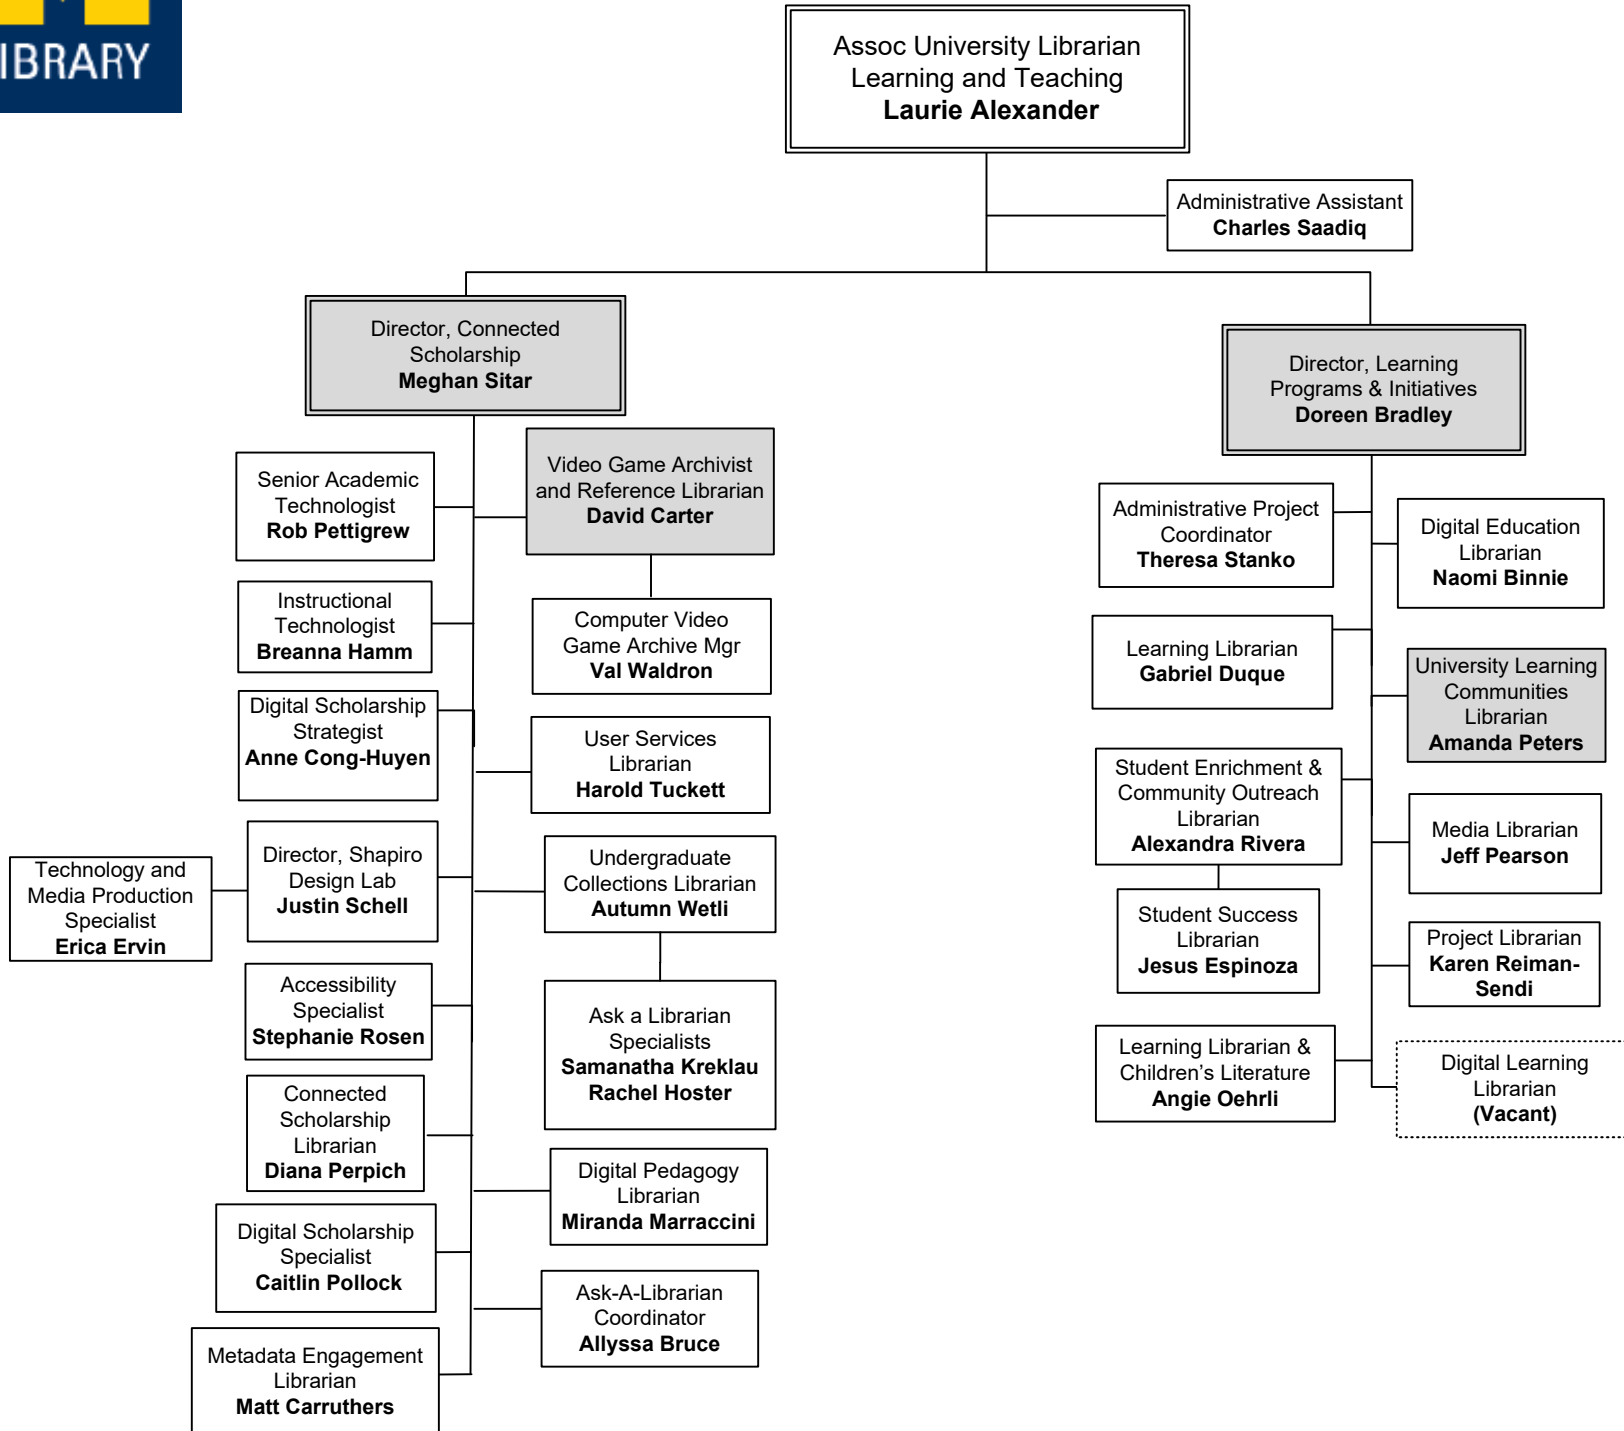 IBRARY
Assoc University Librarian
Learning and Teaching
Laurie Alexander
Administrative Assistant
Charles Saadiq
Director, Connected
Scholarship
Meghan Sitar
Director, Learning
Programs & Initiatives
Doreen Bradley
Senior Academic
Technologist
Rob Pettigrew
Video Game Archivist
and Reference Librarian
David Carter
Instructional
Technologist
Breanna Hamm
Computer Video
Game Archive Mgr
Val Waldron
Digital Scholarship
Strategist
Anne Cong-Huyen
User Services
Librarian
Harold Tuckett
Technology and
Media Production
Specialist
Erica Ervin
Director, Shapiro
Design Lab
Justin Schell
Undergraduate
Collections Librarian
Autumn Wetli
Accessibility
Specialist
Stephanie Rosen
Ask a Librarian
Specialists
Samanatha Kreklau
Rachel Hoster
Connected
Scholarship
Librarian
Diana Perpich
Digital Pedagogy
Librarian
Miranda Marraccini
Digital Scholarship
Specialist
Caitlin Pollock
Ask-A-Librarian
Coordinator
Allyssa Bruce
Metadata Engagement
Librarian
Matt Carruthers
Administrative Project
Coordinator
Theresa Stanko
Digital Education
Librarian
Naomi Binnie
Learning Librarian
Gabriel Duque
University Learning
Communities
Librarian
Amanda Peters
Student Enrichment &
Community Outreach
Librarian
Alexandra Rivera
Media Librarian
Jeff Pearson
Student Success
Librarian
Jesus Espinoza
Project Librarian
Karen Reiman-
Sendi
Learning Librarian &
Children's Literature
Angie Oehrli
Digital Learning
Librarian
(Vacant)